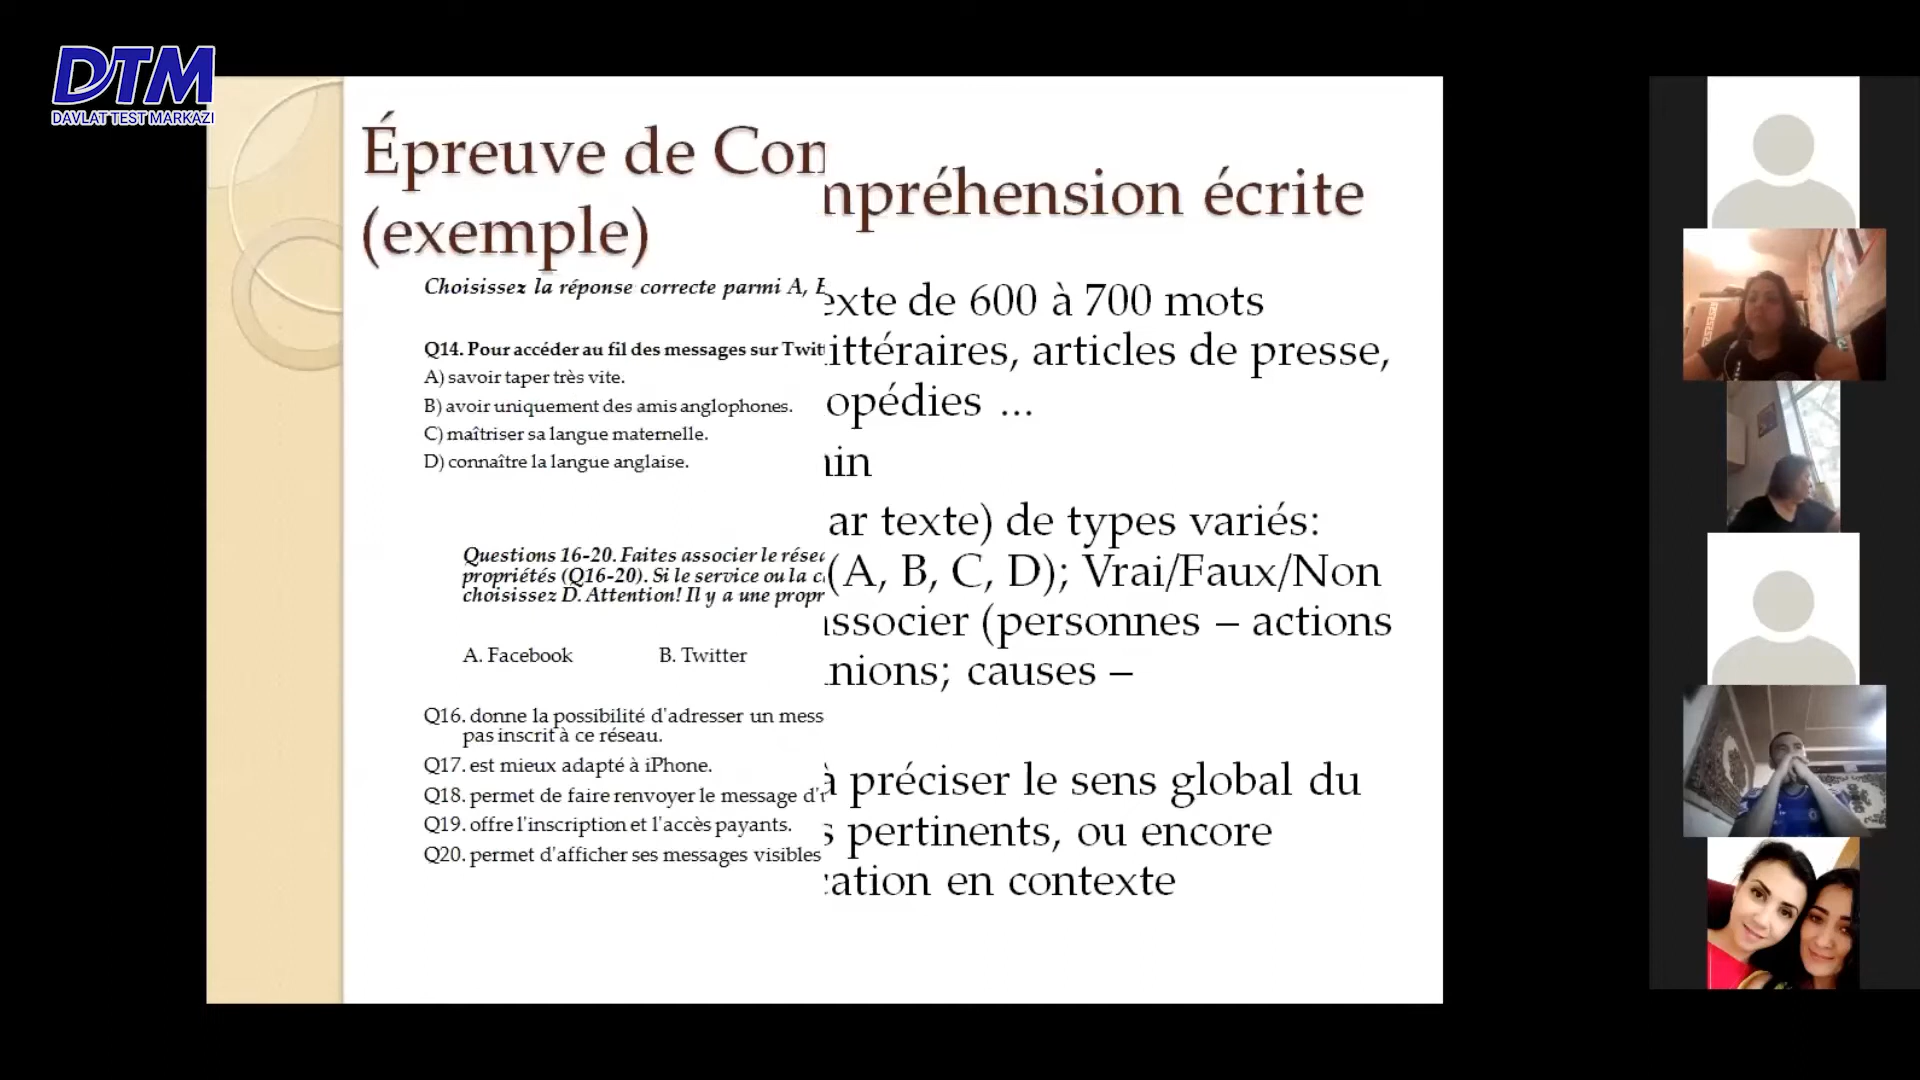 DTM
DAVLAT TEST MARKAZI
Épreuve de Com
(exemple)
Choisissez la réponse correcte parmi A,
Q14. Pour accéder au fil des messages sur Twit
A) savoir taper très vite.
B) avoir uniquement des amis anglophones.
C) maîtriser sa langue maternelle.
D) connaître la langue anglaise.
Questions 16-20. Faites associer le
propriétés (Q16-20). Si le service ou la
choisissez D. Attention! Il y a une
A. Facebook B. Twitter
Q16. donne la possibilité d'adresser un mess
pas inscrit à ce réseau.
Q17. est mieux adapté à iPhone.
Q18. permet de faire renvoyer le message
Q19. offre l'inscription et l'accès payants.
Q20. permet d'afficher ses messages visibles
mpréhension écrite
exte de 600 à 700 mots
ittéraires, articles de presse,
opédies ...
in
ar texte) de types variés:
(A, B, C, D); Vrai/Faux/Non
associer (personnes – actions
nions; causes –
à préciser le sens global du
s pertinents, ou encore
cation en contexte